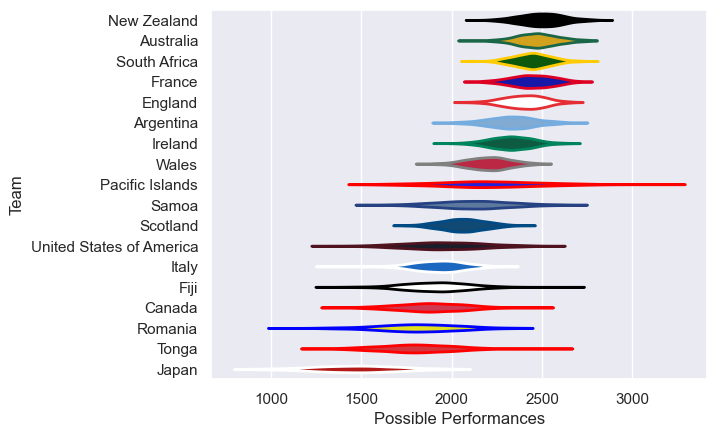 New Zealand
Australia
South Africa
France
England
Argentina
Ireland
Wales
Pacific Islands
Samoa
Scotland
United States of America
Italy
Fiji
Canada
Romania
Tonga
Japan
Team
1000 1500 2000 2500 3000
Possible Performances